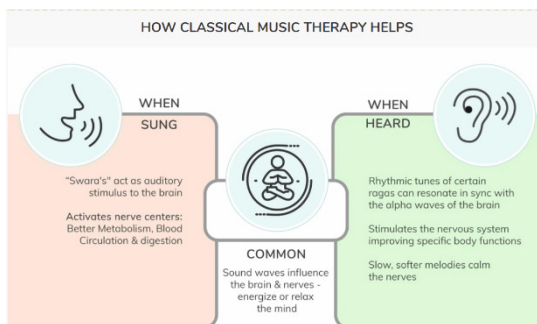 HOW CLASSICAL MUSIC THERAPY HELPS
WHEN
SUNG
"Swara's" act as auditory
stimulus to the brain
Activates nerve centers:
Better Metabolism, Blood
Circulation & digestion
COMMON
Sound waves influence
the brain & nerves -
energize or relax
the mind
WHEN
HEARD
Rhythmic tunes of certain
ragas can resonate in sync with
the alpha waves of the brain
Stimulates the nervous system
improving specific body functions
Slow, softer melodies calm
the nerves